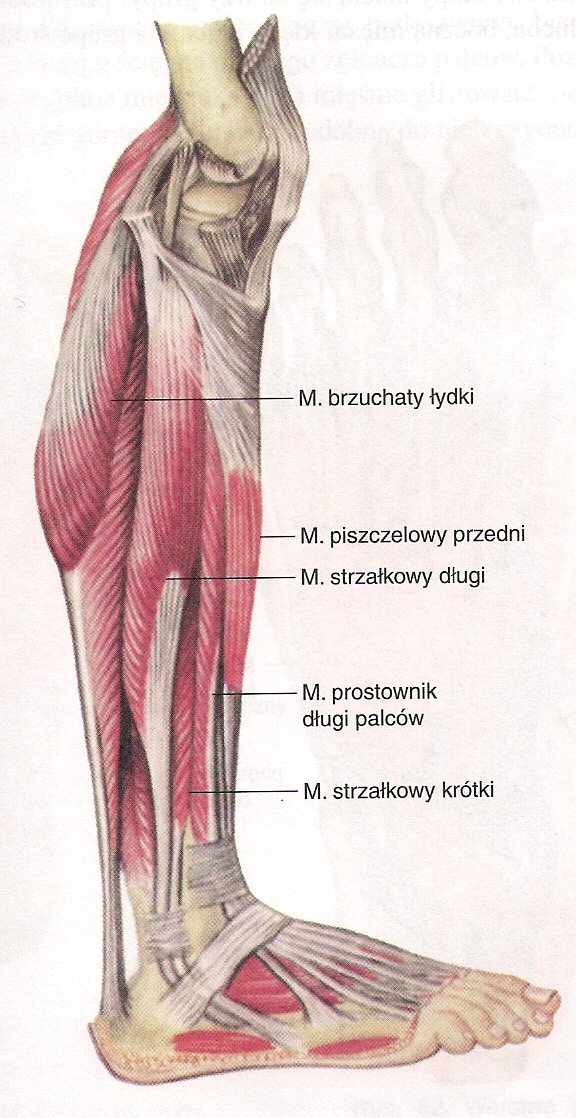 M. brzuchaty łydki
M. piszczelowy przedni
M. strzałkowy długi
M. prostownik
długi palców
M. strzałkowy krótki